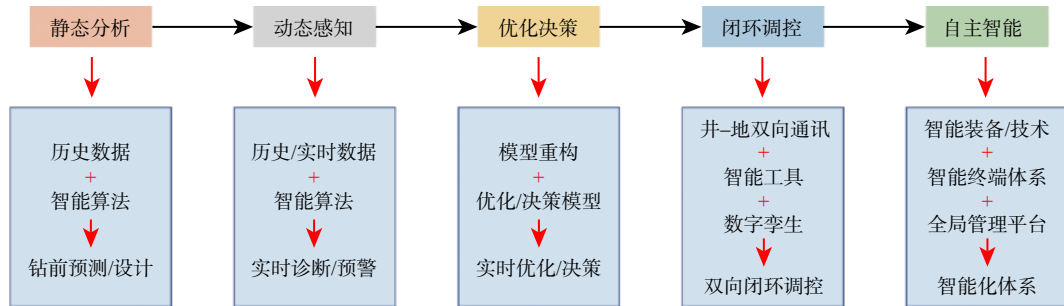 静态分析
动态感知
优化决策
闭环调控
自主智能
历史数据
+
智能算法
钻前预测/设计
历史/实时数据
+
智能算法
实时诊断/预警
模型重构
+
优化/决策模型
实时优化/决策
井–地双向通讯
+
智能工具
+
数字孪生
双向闭环调控
智能装备/技术
+
智能终端体系
+
全局管理平台
智能化体系